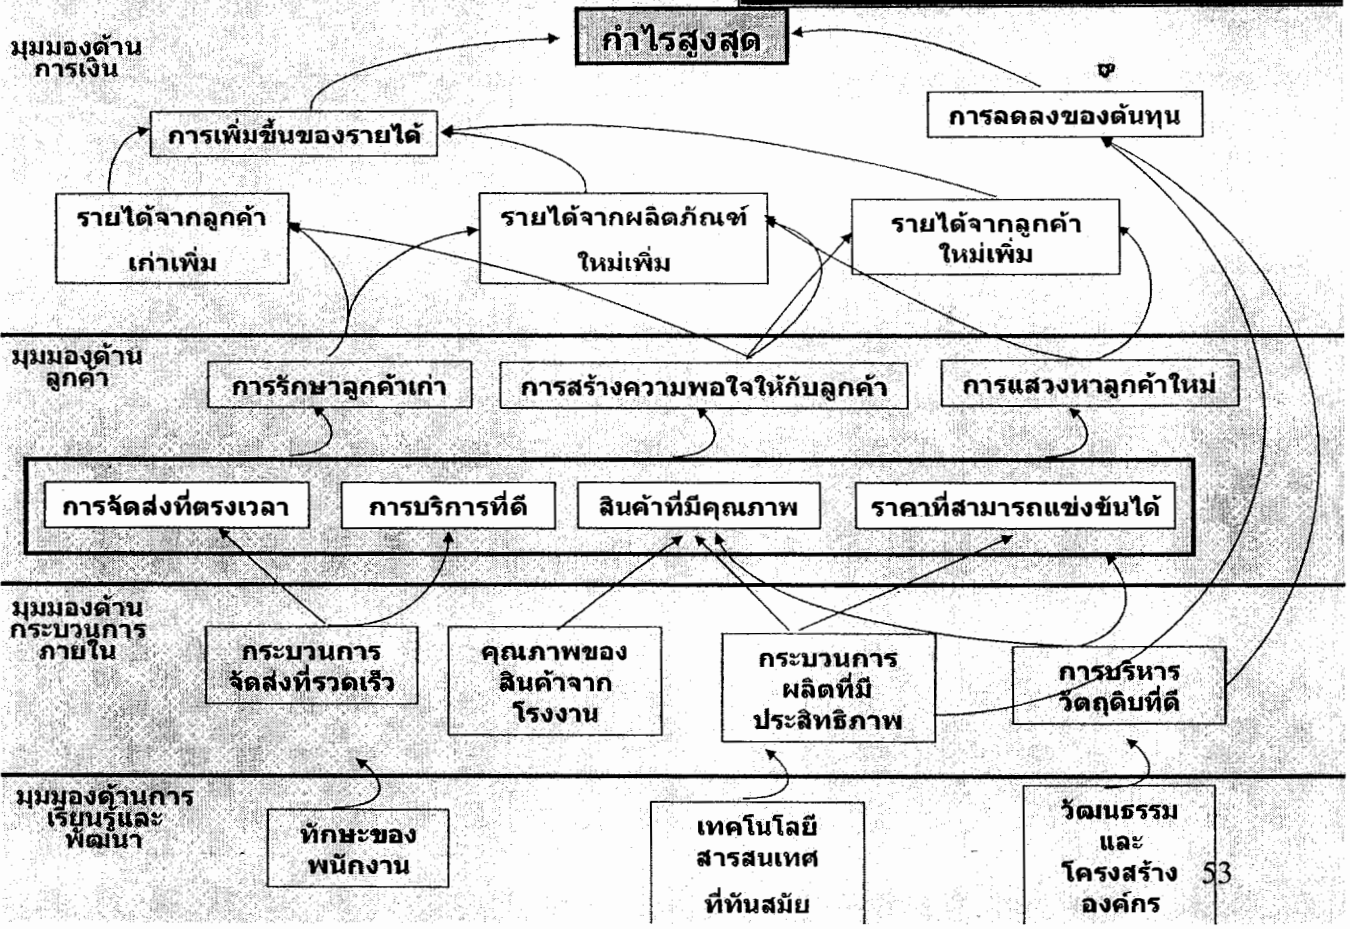 กำไรสูงสุด
มุมมองด้าน
การเงิน
การลดลงของต้นทุน
การเพิ่มขึ้นของรายได้
รายได้จากลูกค้า
เก่าเพิ่ม
รายได้จากผลิตภัณฑ์
ใหม่เพิ่ม
รายได้จากลูกค้า
ใหม่เพิ่ม
มุมมองด้าน
ลูกค้า
การรักษาลูกค้าเก่า
การสร้างความพอใจให้กับลูกค้า
การแสวงหาลูกค้าใหม่
การจัดส่งที่ตรงเวลา
การบริการที่ดี
สินค้าที่มีคุณภาพ
ราคาที่สามารถแข่งขันได้
มุมมองด้าน
กระบวนการ
ภายใน
กระบวนการ
จัดส่งที่รวดเร็ว
คุณภาพของ
สินค้าจาก
โรงงาน
กระบวนการ
ผลิตที่มี
ประสิทธิภาพ
การบริหาร
วัตถุดิบที่ดี
มุมมองด้านการ
เรียนรู้และ
พัฒนา
ทักษะของ
พนักงาน
เทคโนโลยี
สารสนเทศ
ที่ทันสมัย
วัฒนธรรม
และ
โครงสร้าง
องค์กร
53